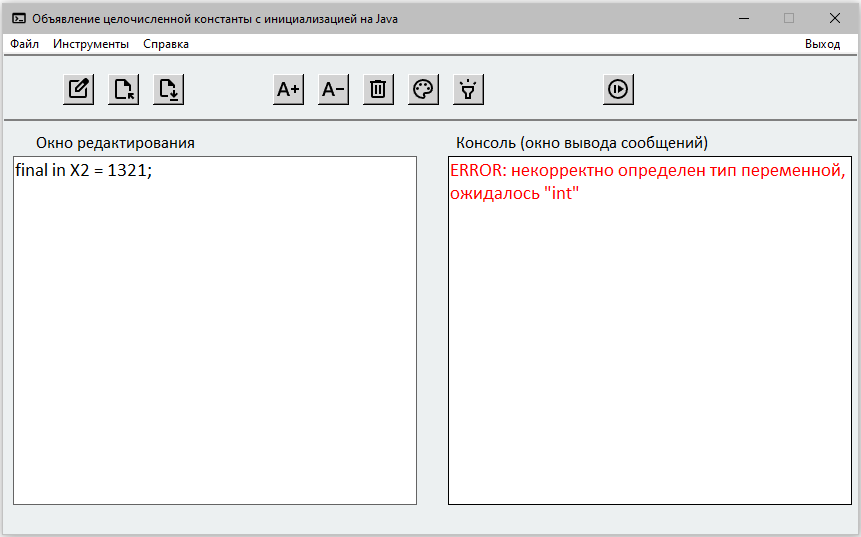 Объявление целочисленной константы с инициализацией на Java
Файл Инструменты Справка Выход
A+ A−
Окно редактирования
Консоль (окно вывода сообщений)
final in X2 = 1321;
ERROR: некорректно определен тип переменной,
ожидалось "int"